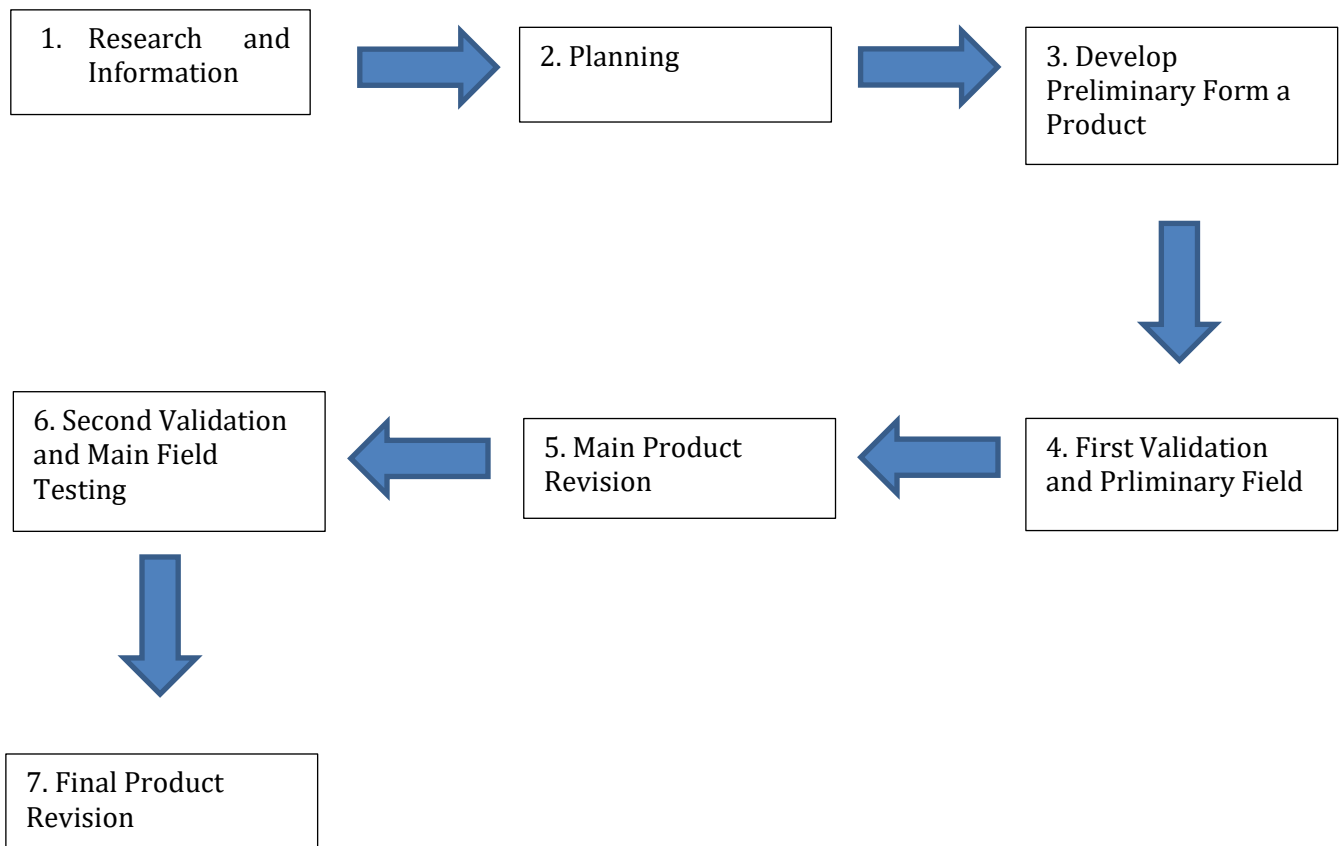 1. Research and
Information
2. Planning
3. Develop
Preliminary Form a
Product
4. First Validation
and Prliminary Field
5. Main Product
Revision
6. Second Validation
and Main Field
Testing
7. Final Product
Revision